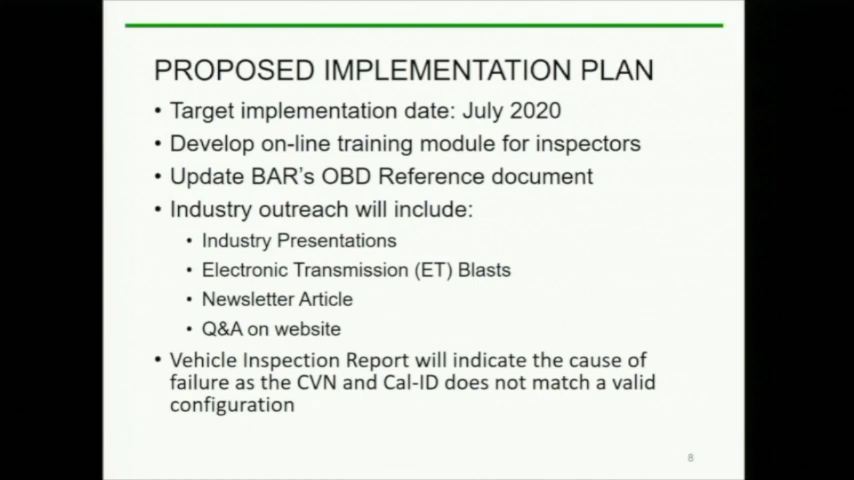 PROPOSED IMPLEMENTATION PLAN
• Target implementation date: July 2020
• Develop on-line training module for inspectors
• Update BAR's OBD Reference document
• Industry outreach will include:
• Industry Presentations
• Electronic Transmission (ET) Blasts
• Newsletter Article
• Q&A on website
• Vehicle Inspection Report will indicate the cause of
failure as the CVN and Cal-ID does not match a valid
configuration
8